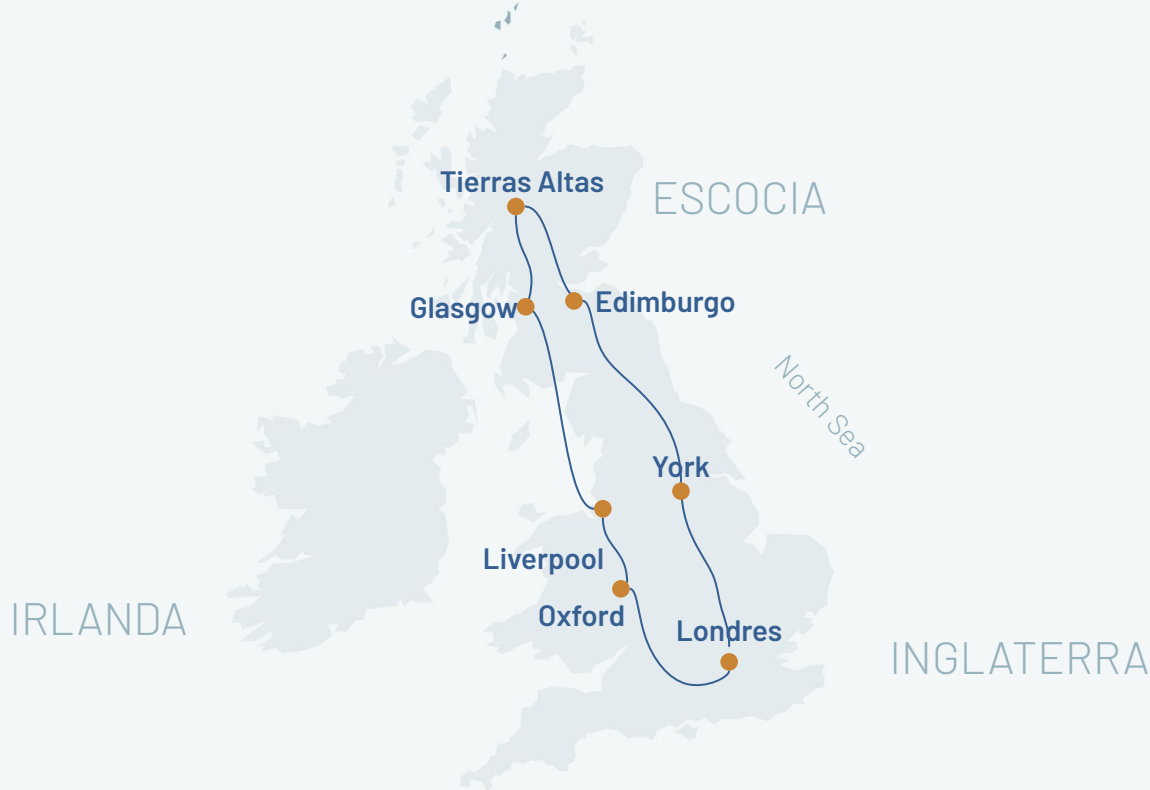 Tierras Altas
ESCOCIA
Glasgow
Edimburgo
North Sea
York
Liverpool
Oxford
IRLANDA
Londres
INGLATERRA